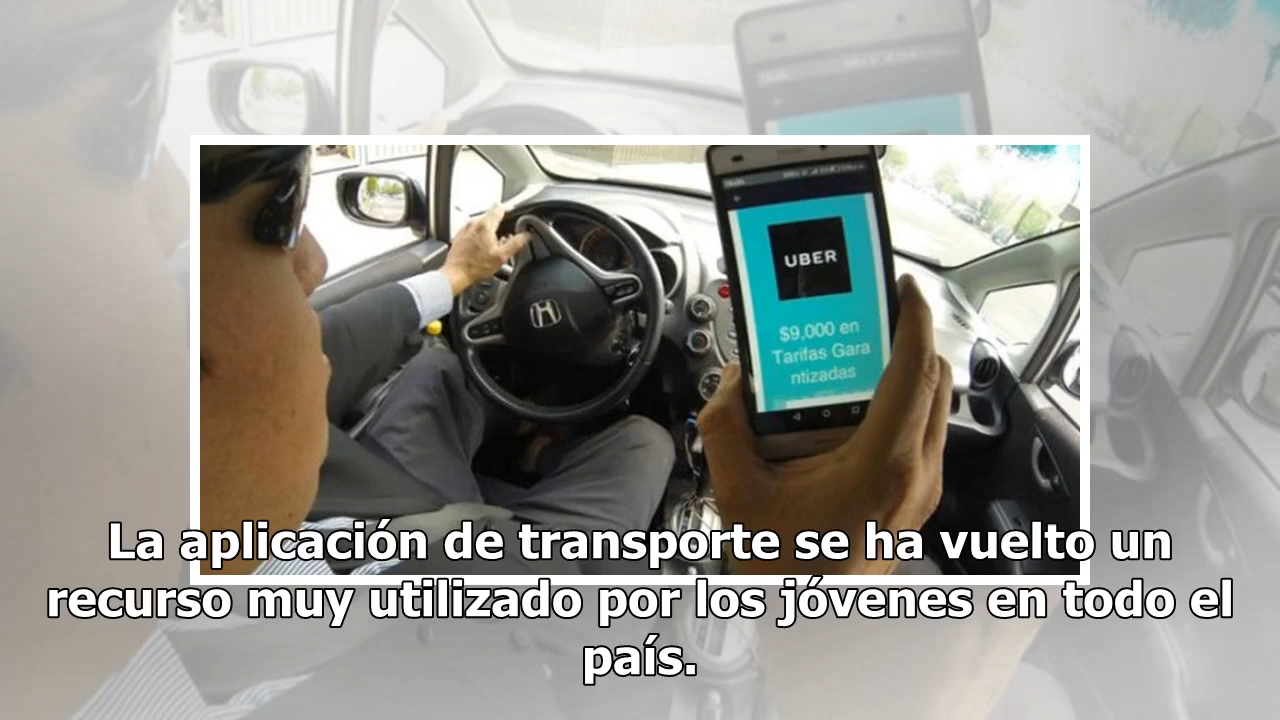 UBER
$9,000 en
Tarifas Gara
ntizadas
La aplicación de transporte se ha vuelto un
recurso muy utilizado por los jóvenes en todo el
país.